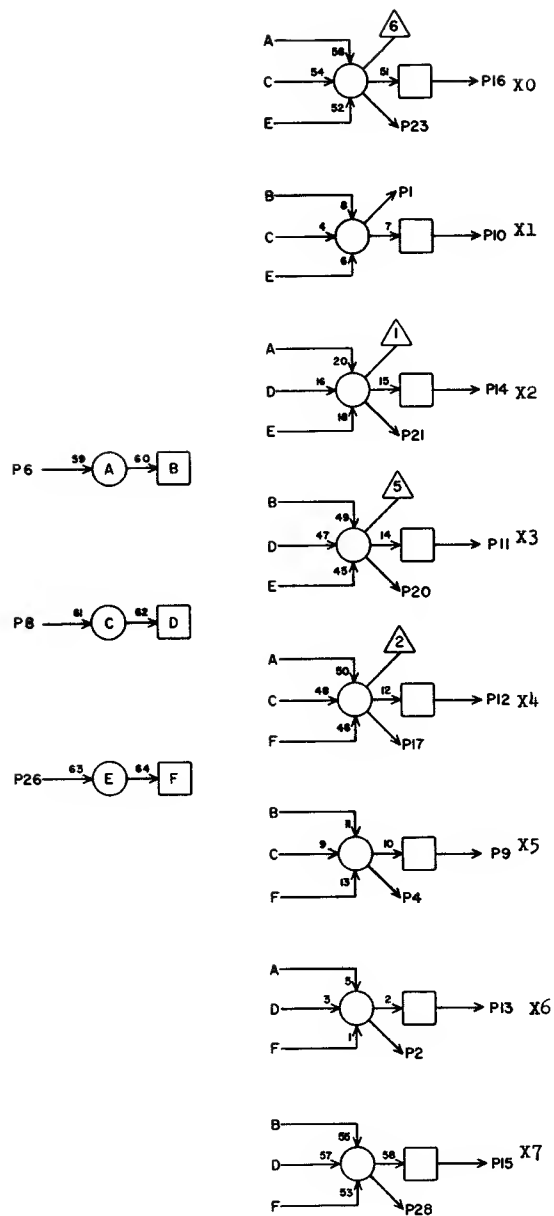 6
A
56
C 54 51 P16 X0
52
E P23
B P1
8
C 4 7 P10 X1
6
E
1
A
20
D 16 15 P14 X2
18
E P21
P6 59 A 60 B
5
B
49
D 47 14 P11 X3
45
E P20
P8 61 C 62 D
2
A
50
C 48 12 P12 X4
46
F P17
P26 63 E 64 F
B
11
C 9 10 P9 X5
13
F P4
A
5
D 3 2 P13 X6
1
F P2
B
55
D 57 58 P15 X7
53
F P28